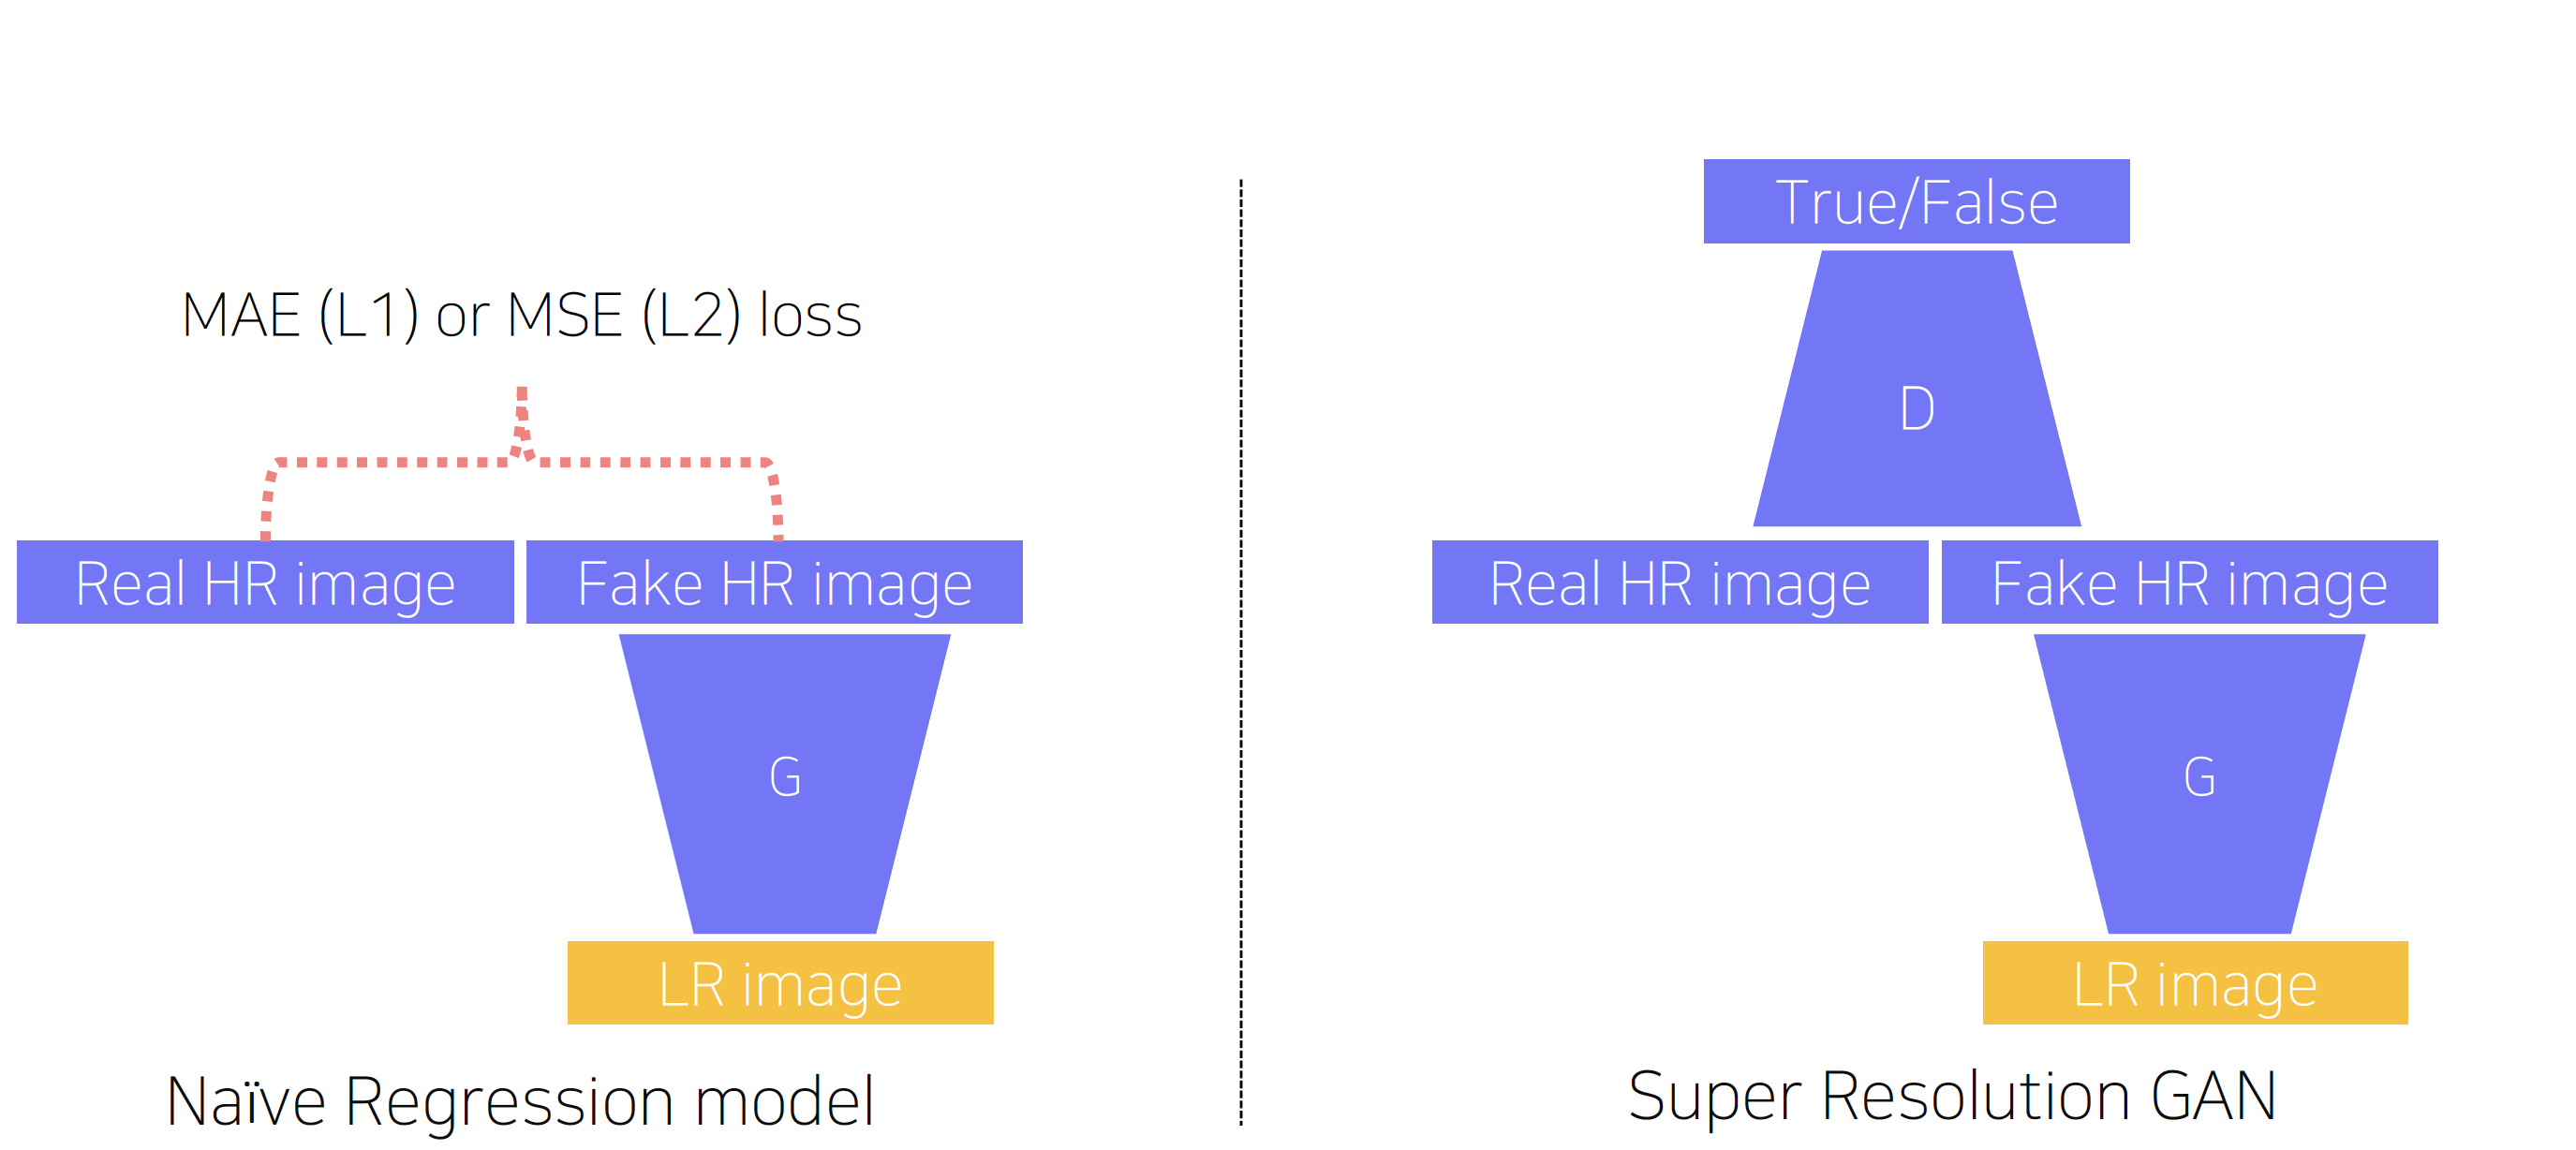 MAE (L1) or MSE (L2) loss
Real HR image
Fake HR image
G
LR image
Naïve Regression model
True/False
D
Real HR image
Fake HR image
G
LR image
Super Resolution GAN